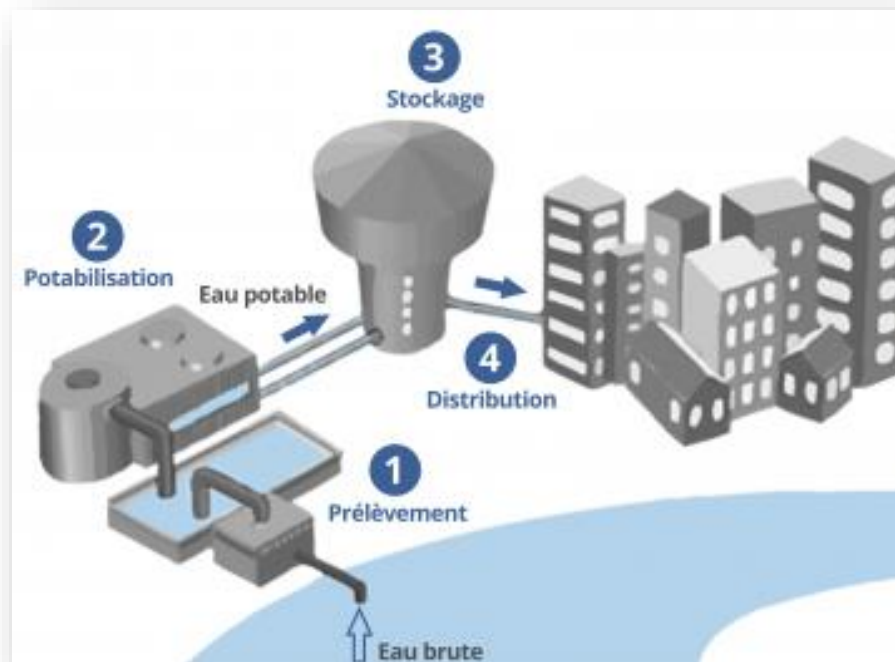 3
Stockage
2
Potabilisation
Eau potable
4
Distribution
1
Prélèvement
Eau brute